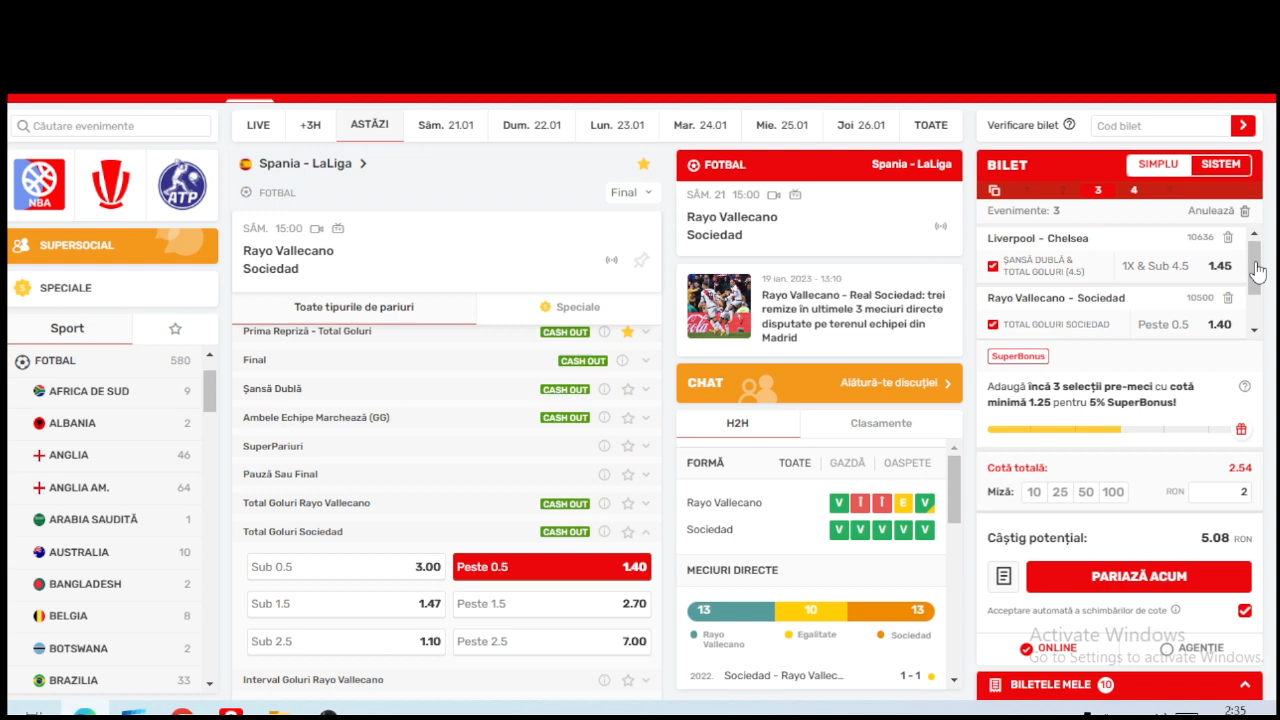 Căutare evenimente
LIVE
+3H
ASTĂZI
Sâm. 21.01
Dum. 22.01
Lun. 23.01
Mar. 24.01
Mie. 25.01
Joi 26.01
TOATE
Verificare bilet
Cod bilet
NBA
ATP
SUPERSOCIAL
SPECIALE
Sport
FOTBAL 580
AFRICA DE SUD 9
ALBANIA 2
ANGLIA 46
ANGLIA AM. 64
ARABIA SAUDITĂ 1
AUSTRALIA 10
BANGLADESH 2
BELGIA 8
BOTSWANA 2
BRAZILIA 33
Spania - LaLiga
FOTBAL
Final
SÂM. 15:00
Rayo Vallecano
Sociedad
Toate tipurile de pariuri
Speciale
Prima Repriză - Total Goluri CASH OUT
Final CASH OUT
Șansă Dublă CASH OUT
Ambele Echipe Marchează (GG) CASH OUT
SuperPariuri
Pauză Sau Final
Total Goluri Rayo Vallecano CASH OUT
Total Goluri Sociedad CASH OUT
Sub 0.5 3.00 Peste 0.5 1.40
Sub 1.5 1.47 Peste 1.5 2.70
Sub 2.5 1.10 Peste 2.5 7.00
Interval Goluri Rayo Vallecano
FOTBAL Spania - LaLiga
SÂM. 21 15:00
Rayo Vallecano
Sociedad
19 ian. 2023 - 13:10
Rayo Vallecano - Real Sociedad: trei
remize în ultimele 3 meciuri direct
disputate pe terenul echipei din
Madrid
CHAT Alătură-te discuției
H2H Clasamente
FORMĂ TOATE GAZDĂ OASPETE
Rayo Vallecano V Î Î E V
Sociedad V V V V V
MECIURI DIRECTE
13 10 13
Rayo
Vallecano
Egalitate
Sociedad
2022. Sociedad - Rayo Vallec... 1 - 1
BILET SIMPLU SISTEM
3 4
Evenimente: 3 Anulează
Liverpool - Chelsea 10636
ȘANSĂ DUBLĂ &
TOTAL GOLURI (4.5)
1X & Sub 4.5 1.45
Rayo Vallecano - Sociedad 10500
TOTAL GOLURI SOCIEDAD Peste 0.5 1.40
SuperBonus
Adaugă încă 3 selecții pre-meci cu cotă
minimă 1.25 pentru 5% SuperBonus!
Cotă totală: 2.54
Miză: 10 25 50 100 RON 2
Câștig potențial: 5.08 RON
PARIAZĂ ACUM
Acceptare automată a schimbărilor de cote
Activate Windows
ONLINE AGENȚIE
Go to Settings to activate Windows.
BILETELE MELE 10
2:35